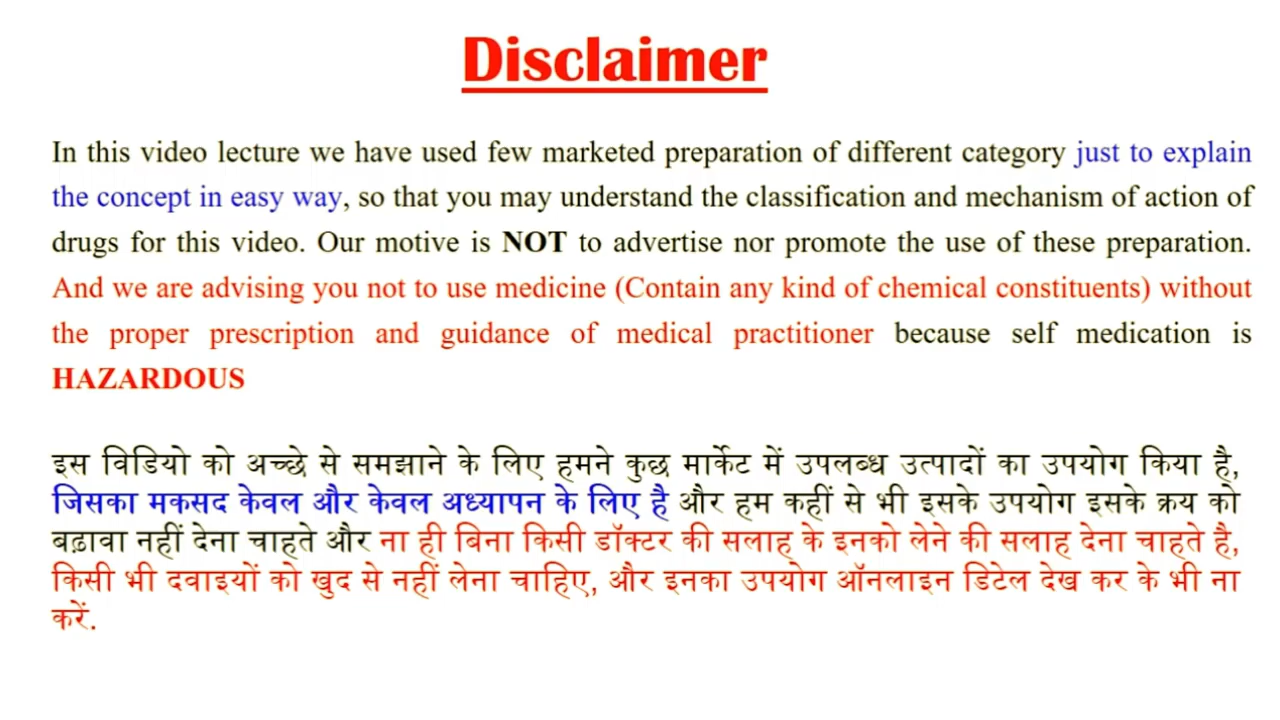 Disclaimer
In this video lecture we have used few marketed preparation of different category just to explain
the concept in easy way, so that you may understand the classification and mechanism of action of
drugs for this video. Our motive is NOT to advertise nor promote the use of these preparation.
And we are advising you not to use medicine (Contain any kind of chemical constituents) without
the proper prescription and guidance of medical practitioner because self medication is
HAZARDOUS
इस विडियो को अच्छे से समझाने के लिए हमने कुछ मार्केट में उपलब्ध उत्पादों का उपयोग किया है,
जिसका मकसद केवल और केवल अध्यापन के लिए है और हम कहीं से भी इसके उपयोग इसके क्रय को
बढ़ावा नहीं देना चाहते और ना ही बिना किसी डॉक्टर की सलाह के इनको लेने की सलाह देना चाहते है,
किसी भी दवाइयों को खुद से नहीं लेना चाहिए, और इनका उपयोग ऑनलाइन डिटेल देख कर के भी ना
करें.